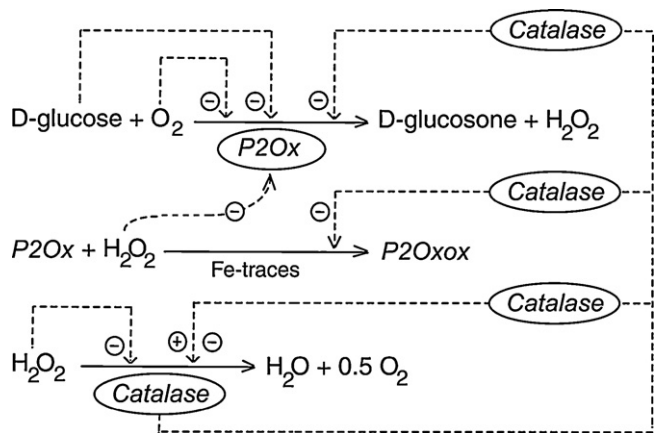 Catalase
⊖ ⊖ ⊖
D-glucose + O₂ D-glucosone + H₂O₂
P2Ox
Catalase
⊖ ⊖
P2Ox + H₂O₂ P2Oxox
Fe-traces
Catalase
⊖ ⊕ ⊖
H₂O₂ H₂O + 0.5 O₂
Catalase